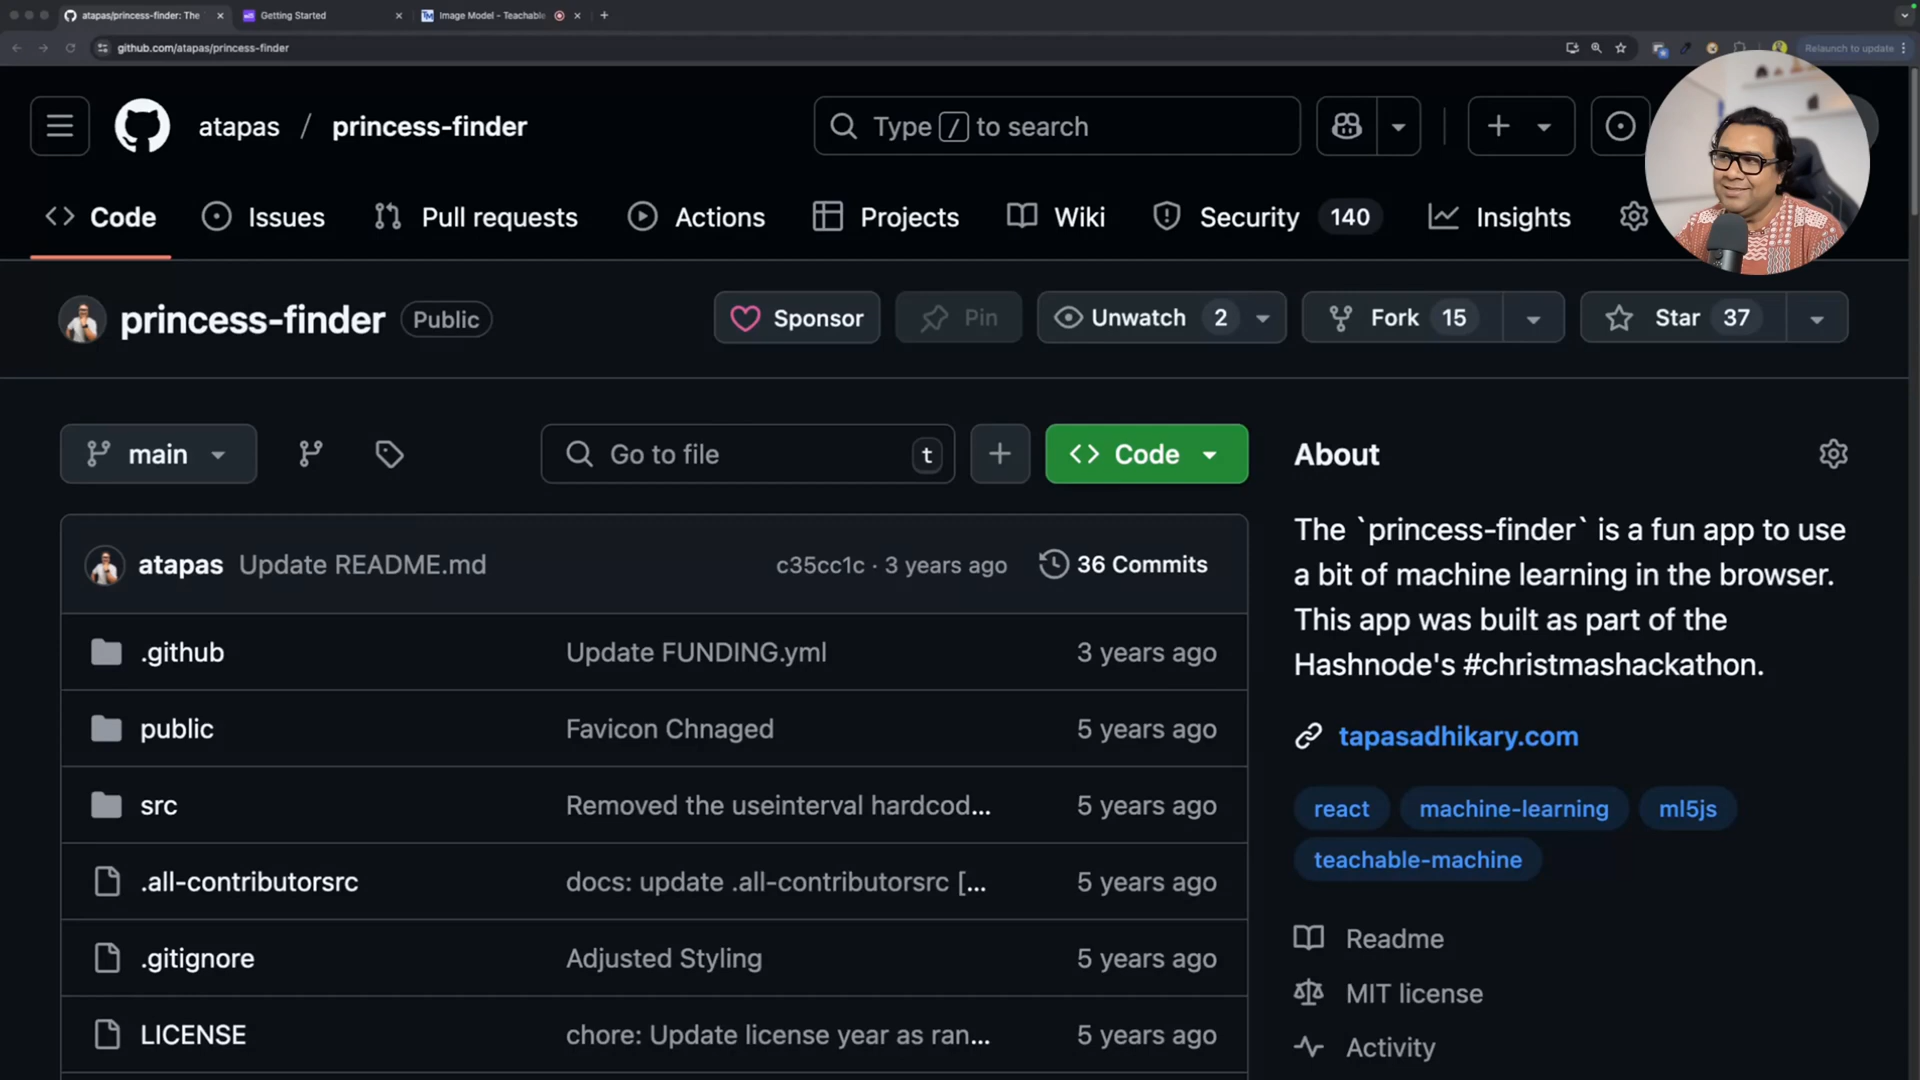 atapas/princess-finder: The
Getting Started
Image Model - Teachable
github.com/atapas/princess-finder
Relaunch to update
atapas / princess-finder
Type / to search
Code
Issues
Pull requests
Actions
Projects
Wiki
Security 140
Insights
princess-finder Public
Sponsor
Pin
Unwatch 2
Fork 15
Star 37
main
Go to file t
Code
About
The `princess-finder` is a fun app to use
a bit of machine learning in the browser.
This app was built as part of the
Hashnode's #christmashackathon.
tapasadhikary.com
react machine-learning ml5js
teachable-machine
Readme
MIT license
Activity
atapas Update README.md c35cc1c · 3 years ago 36 Commits
.github Update FUNDING.yml 3 years ago
public Favicon Chnaged 5 years ago
src Removed the useinterval hardcod... 5 years ago
.all-contributorsrc docs: update .all-contributorsrc [... 5 years ago
.gitignore Adjusted Styling 5 years ago
LICENSE chore: Update license year as ran... 5 years ago